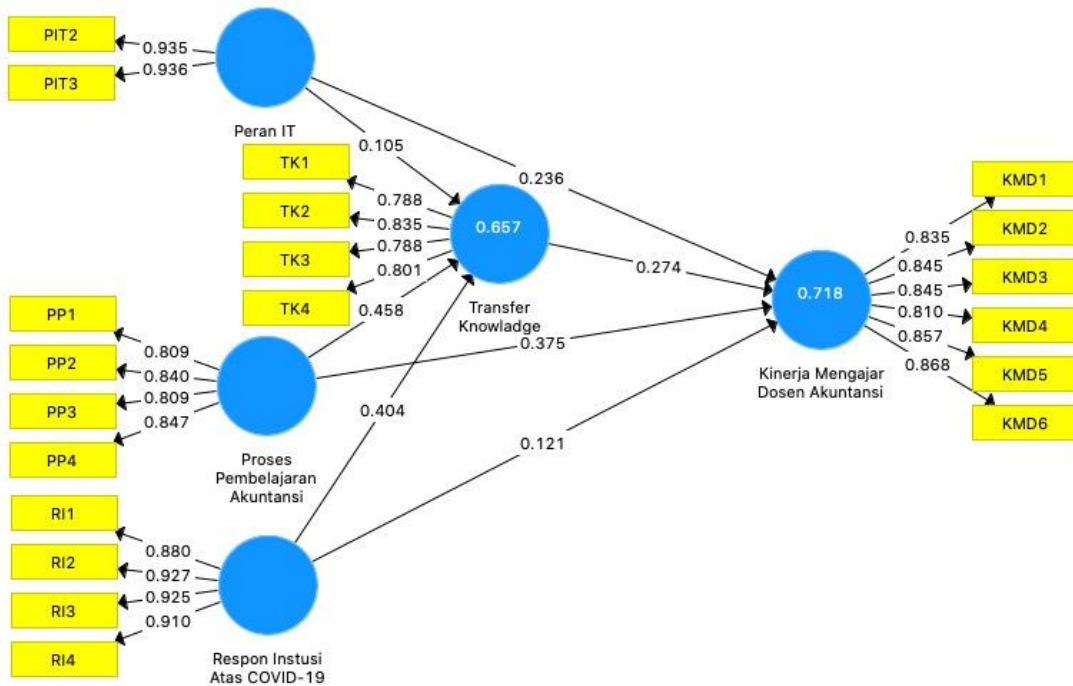 PIT2
PIT3
0.935
0.936
Peran IT
0.105
0.236
TK1
TK2
TK3
TK4
0.788
0.835
0.788
0.801
0.657
Transfer
Knowladge
0.274
0.458
PP1
PP2
PP3
PP4
0.809
0.840
0.809
0.847
Proses
Pembelajaran
Akuntansi
0.375
0.404
0.121
RI1
RI2
RI3
RI4
0.880
0.927
0.925
0.910
Respon Instusi
Atas COVID-19
0.718
Kinerja Mengajar
Dosen Akuntansi
0.835
0.845
0.845
0.810
0.857
0.868
KMD1
KMD2
KMD3
KMD4
KMD5
KMD6